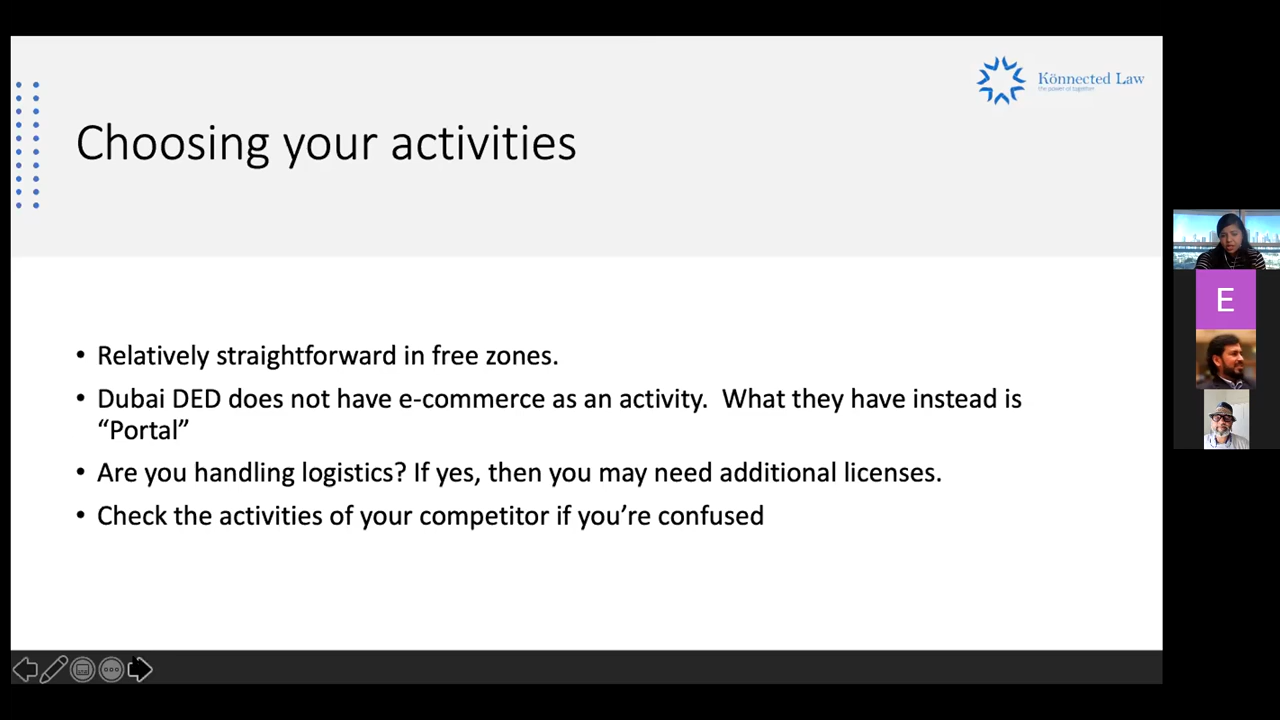 Könnected Law
the power of together
Choosing your activities
• Relatively straightforward in free zones.
• Dubai DED does not have e-commerce as an activity.  What they have instead is
“Portal”
• Are you handling logistics? If yes, then you may need additional licenses.
• Check the activities of your competitor if you’re confused
E